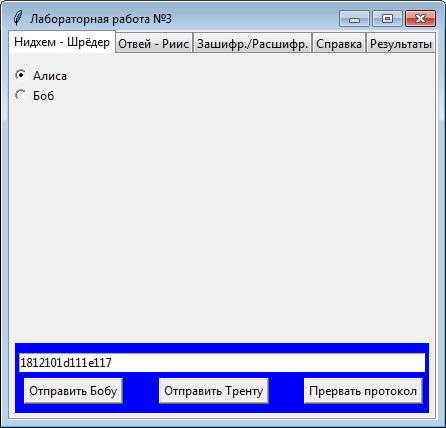 Лабораторная работа №3
Нидхем - Шрёдер Отвей - Риис Зашифр./Расшифр. Справка Результаты
Алиса
Боб
1812101d111e117
Отправить Бобу Отправить Тренту Прервать протокол